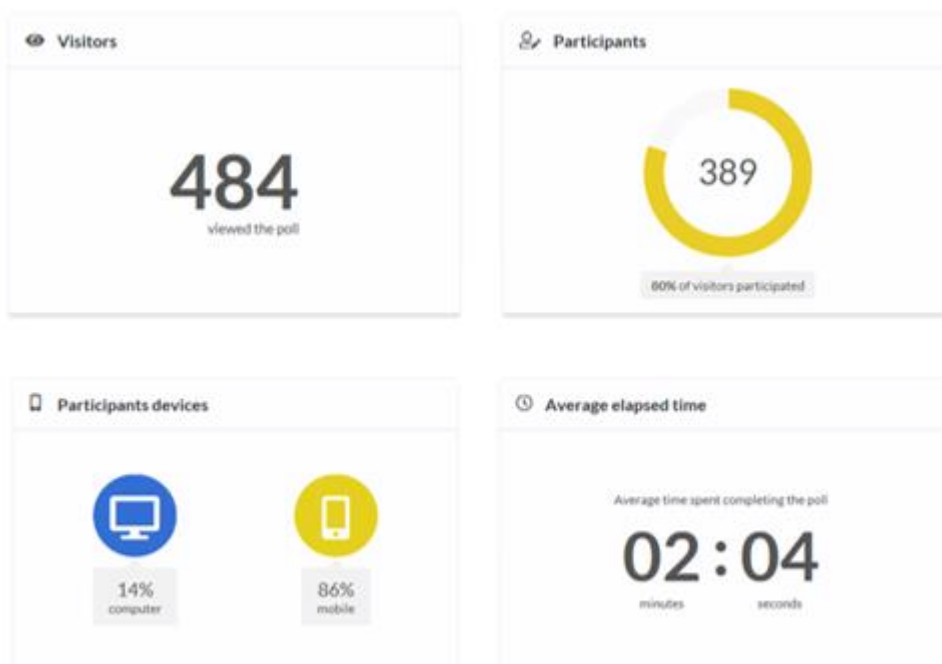 Visitors
484
viewed the poll
Participants
389
80% of visitors participated
Participants devices
14%
computer
86%
mobile
Average elapsed time
Average time spent completing the poll
02 : 04
minutes seconds